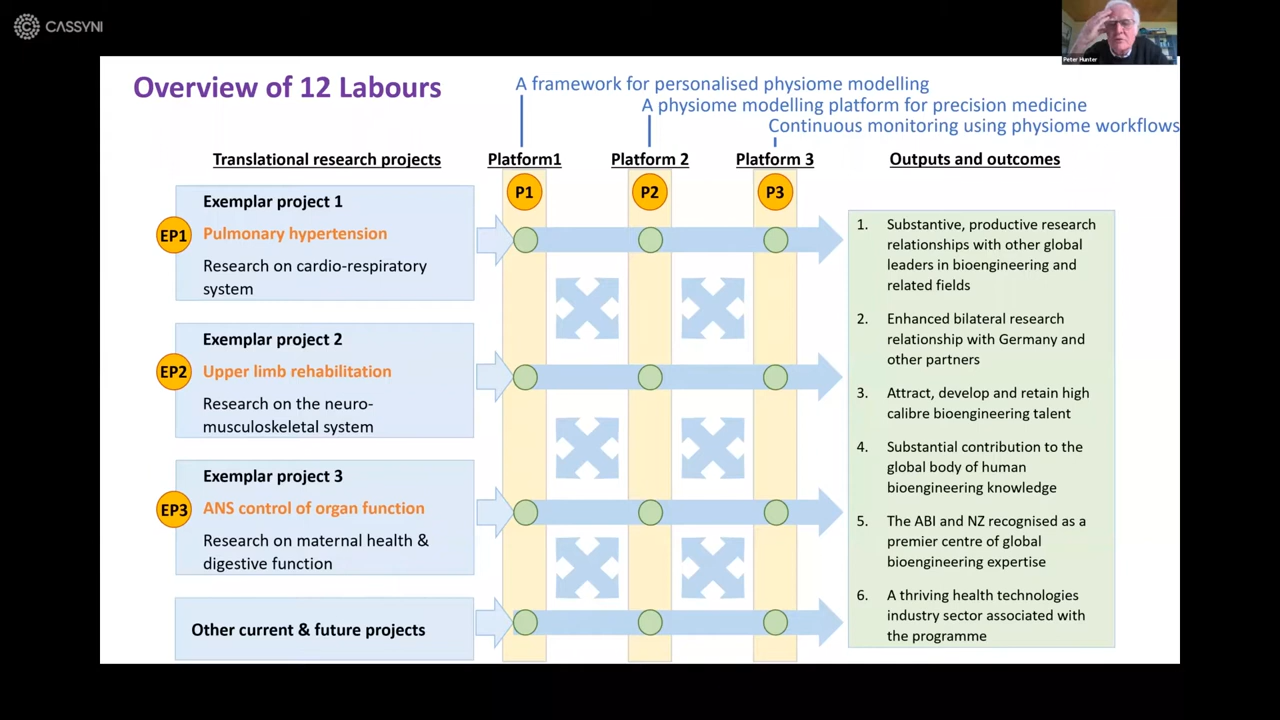 CASSYNI
Peter Hunter
Overview of 12 Labours
A framework for personalised physiome modelling
A physiome modelling platform for precision medicine
Continuous monitoring using physiome workflows
Translational research projects
Platform1
Platform 2
Platform 3
Outputs and outcomes
P1
P2
P3
EP1
Exemplar project 1
Pulmonary hypertension
Research on cardio-respiratory
system
EP2
Exemplar project 2
Upper limb rehabilitation
Research on the neuro-
musculoskeletal system
EP3
Exemplar project 3
ANS control of organ function
Research on maternal health &
digestive function
Other current & future projects
1. Substantive, productive research
relationships with other global
leaders in bioengineering and
related fields
2. Enhanced bilateral research
relationship with Germany and
other partners
3. Attract, develop and retain high
calibre bioengineering talent
4. Substantial contribution to the
global body of human
bioengineering knowledge
5. The ABI and NZ recognised as a
premier centre of global
bioengineering expertise
6. A thriving health technologies
industry sector associated with
the programme